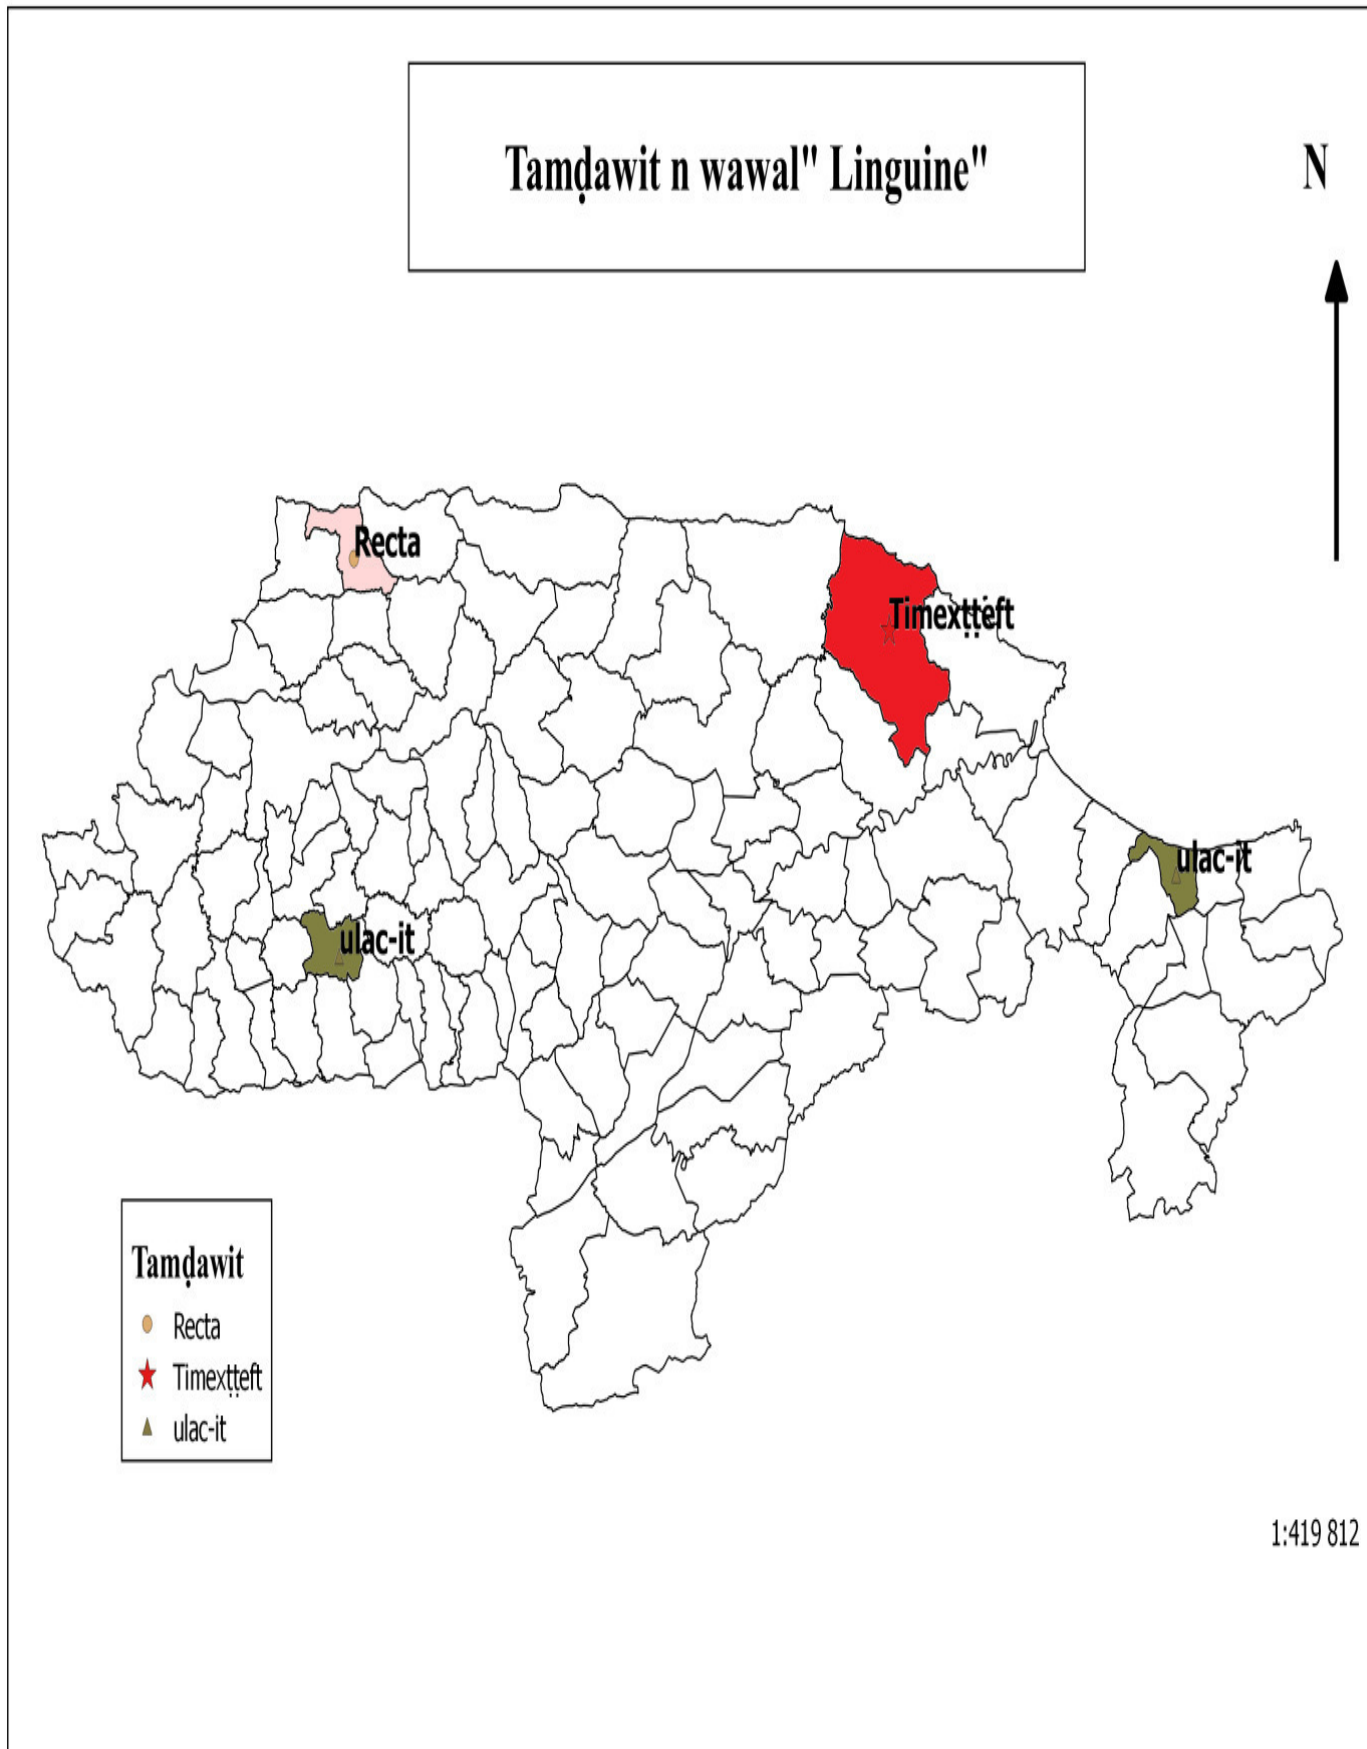 Tamḍawit n wawal" Linguine"
N
Recta
Timexṭṭeft
ulac-it
ulac-it
Tamḍawit
Recta
Timexṭṭeft
ulac-it
1:419 812